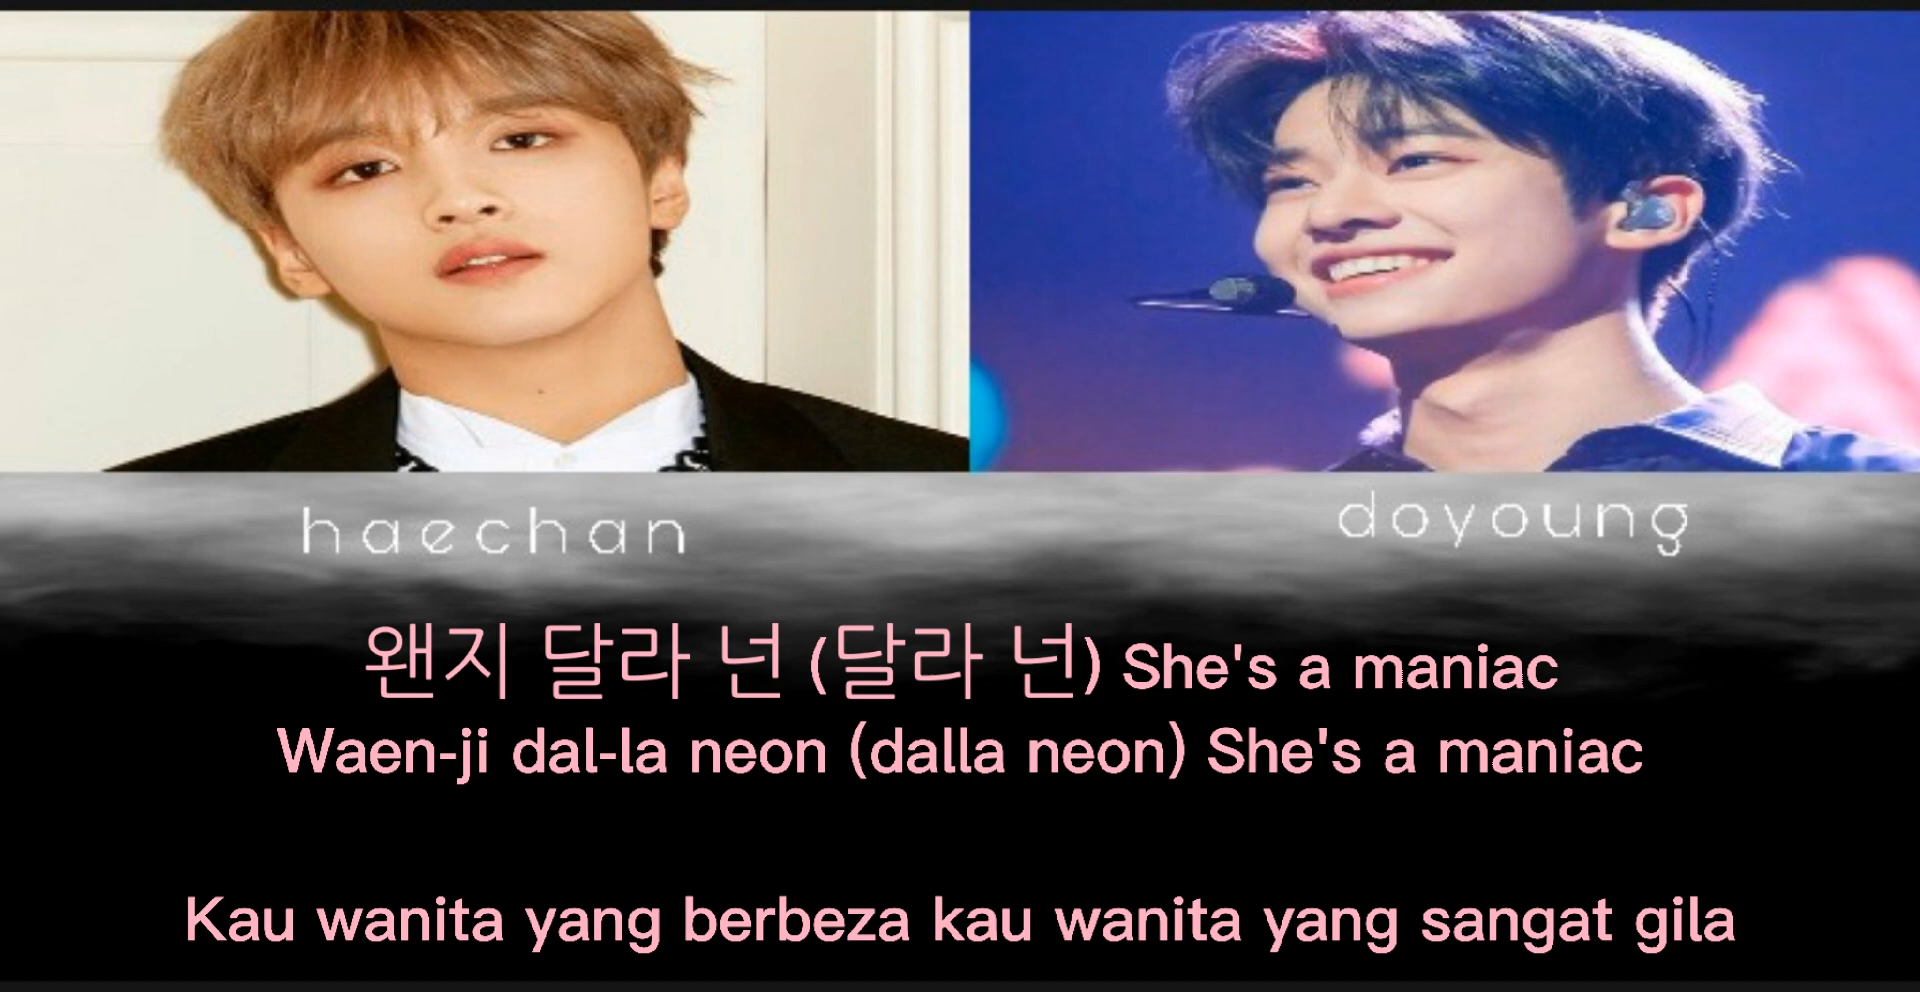 haechan
doyoung
왠지 달라 넌 (달라 넌) She's a maniac
Waen-ji dal-la neon (dalla neon) She's a maniac
Kau wanita yang berbeza kau wanita yang sangat gila